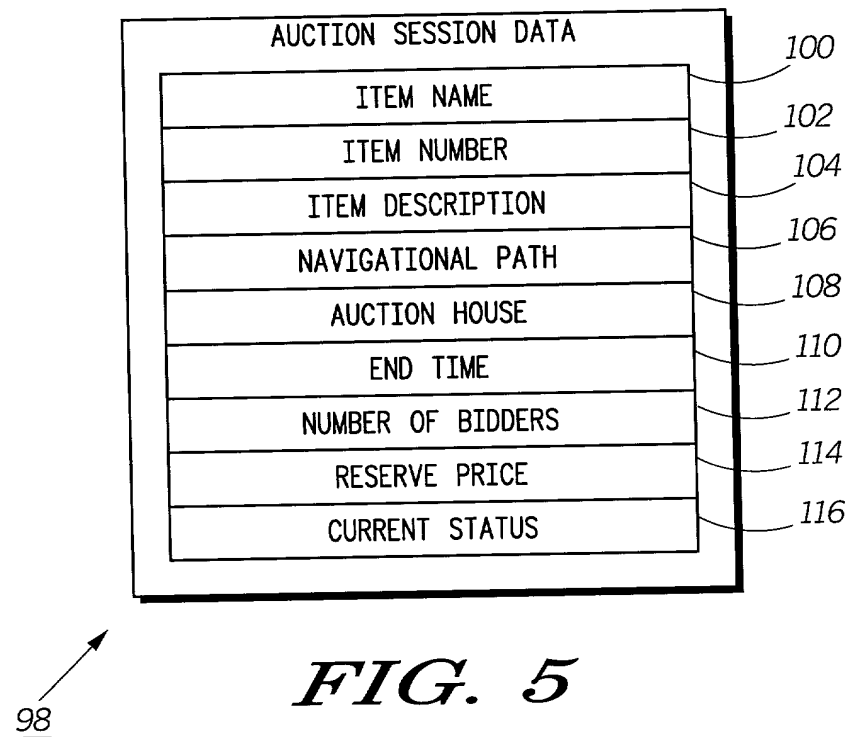 AUCTION SESSION DATA
100
ITEM NAME
102
ITEM NUMBER
104
ITEM DESCRIPTION
106
NAVIGATIONAL PATH
108
AUCTION HOUSE
110
END TIME
112
NUMBER OF BIDDERS
114
RESERVE PRICE
116
CURRENT STATUS
98
FIG. 5